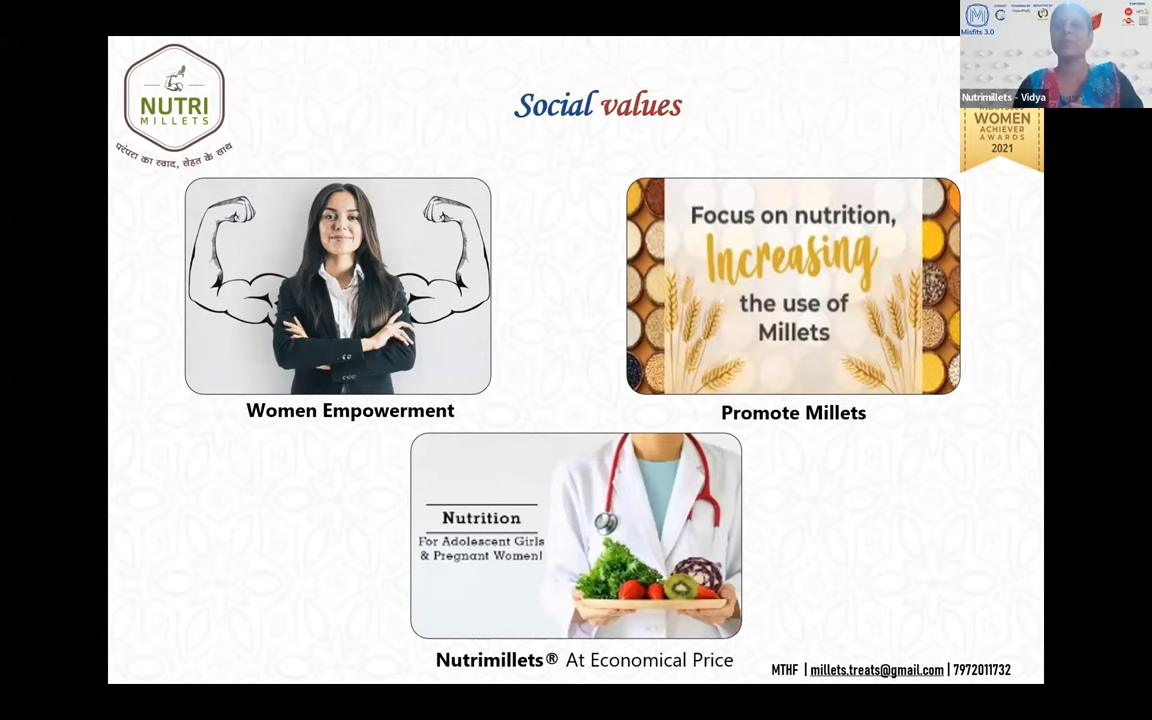 NUTRI
MILLETS
परंपरा का स्वाद, सेहत के साथ
Social values
Misfits 3.0
Nutrimillets - Vidya
WOMEN
ACHIEVER
AWARDS
2021
Focus on nutrition,
Increasing
the use of
Millets
Women Empowerment
Promote Millets
Nutrition
For Adolescent Girls
& Pregnant Women!
Nutrimillets® At Economical Price
MTHF | millets.treats@gmail.com | 7972011732